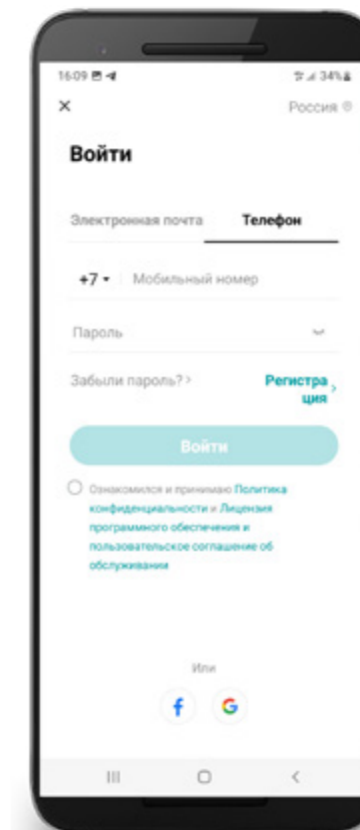 16:09 34%
× Россия
Войти
Электронная почта Телефон
+7 Мобильный номер
Пароль
Забыли пароль? > Регистра
ция >
Войти
Ознакомился и принимаю Политика
конфиденциальности и Лицензия
программного обеспечения и
пользовательское соглашение об
обслуживании
Или
f G